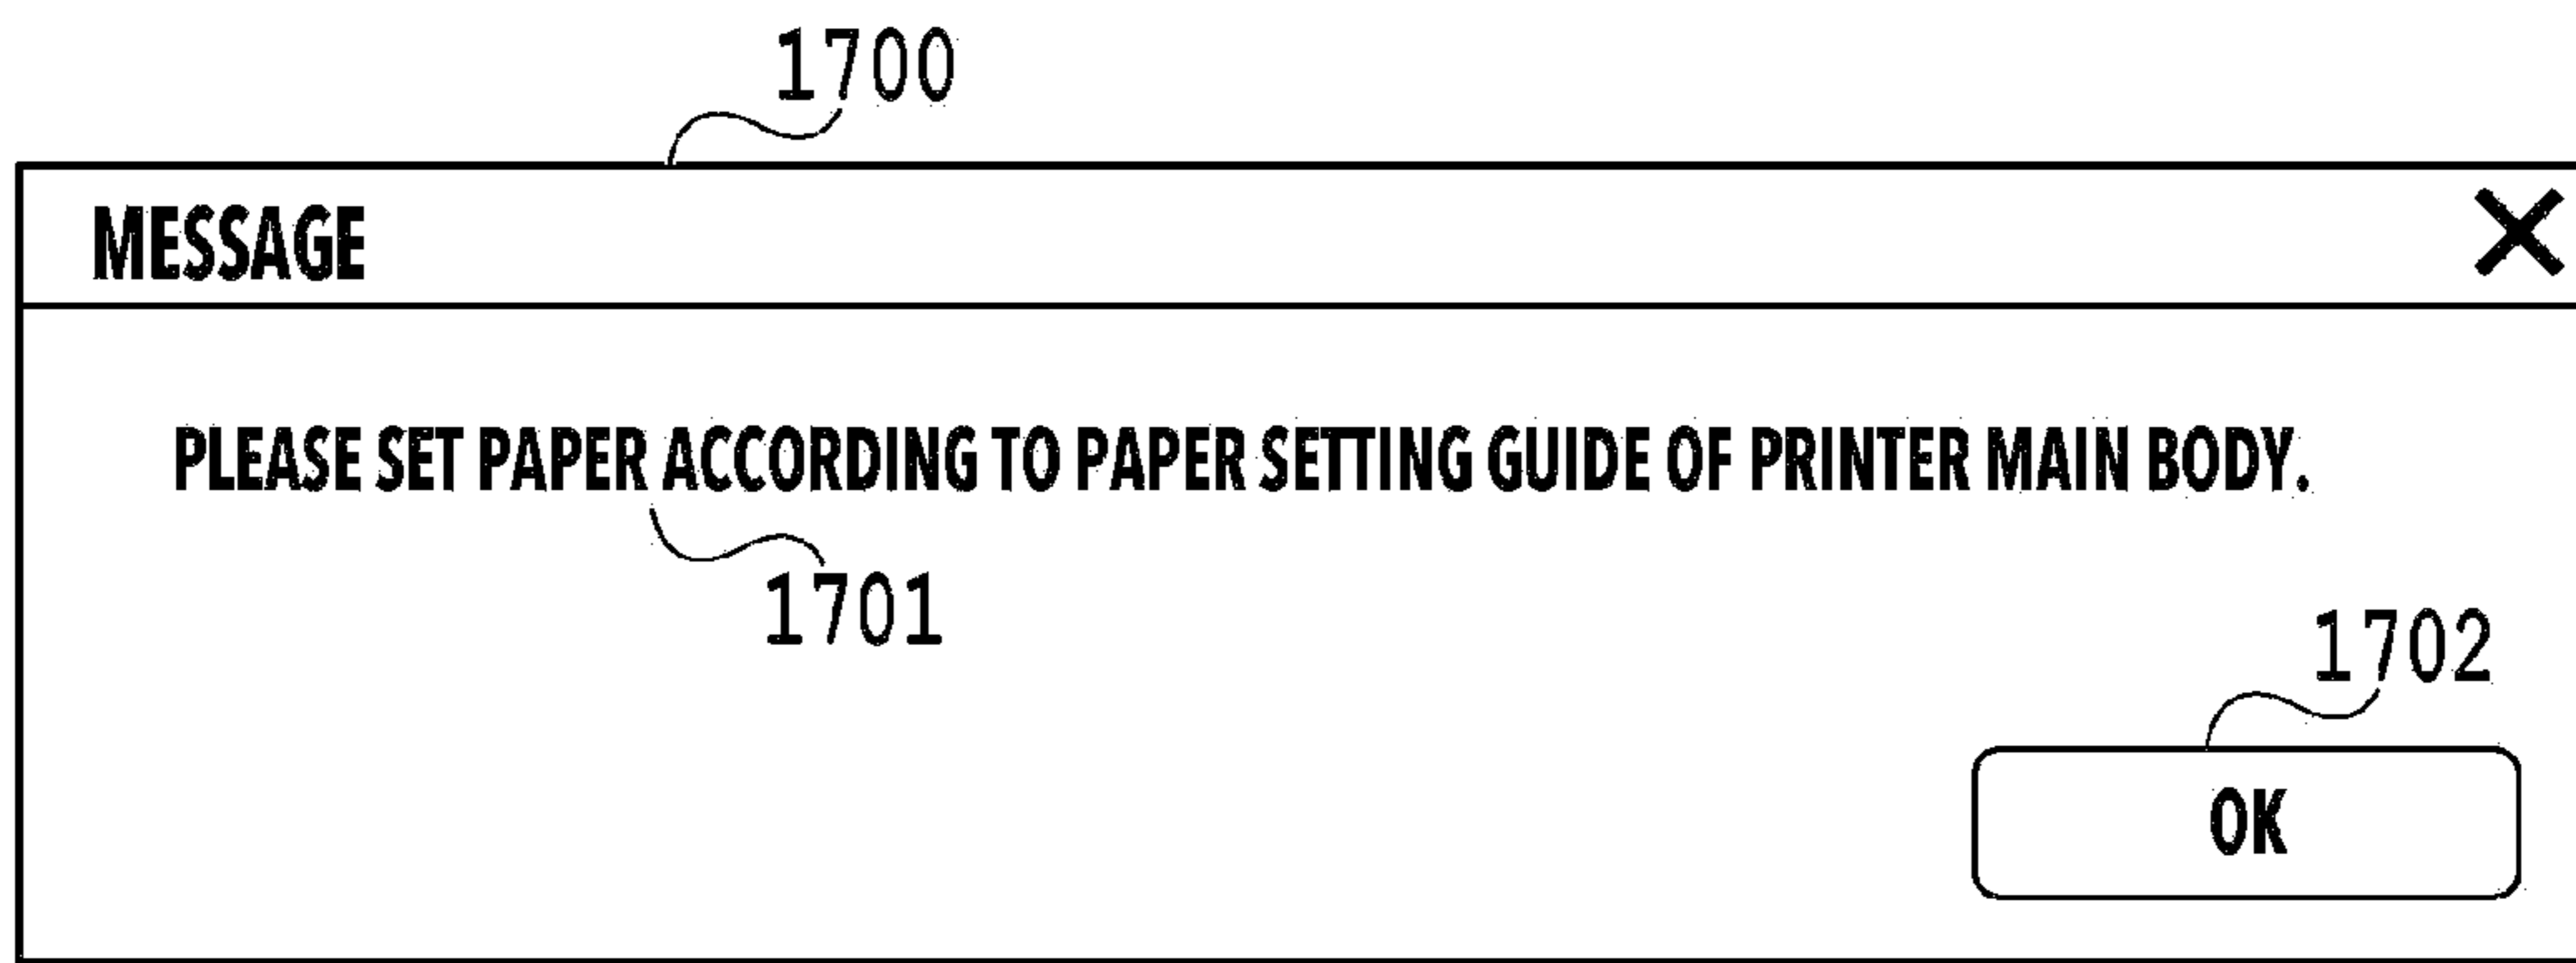 1700
MESSAGE
PLEASE SET PAPER ACCORDING TO PAPER SETTING GUIDE OF PRINTER MAIN BODY.
1701
1702
OK